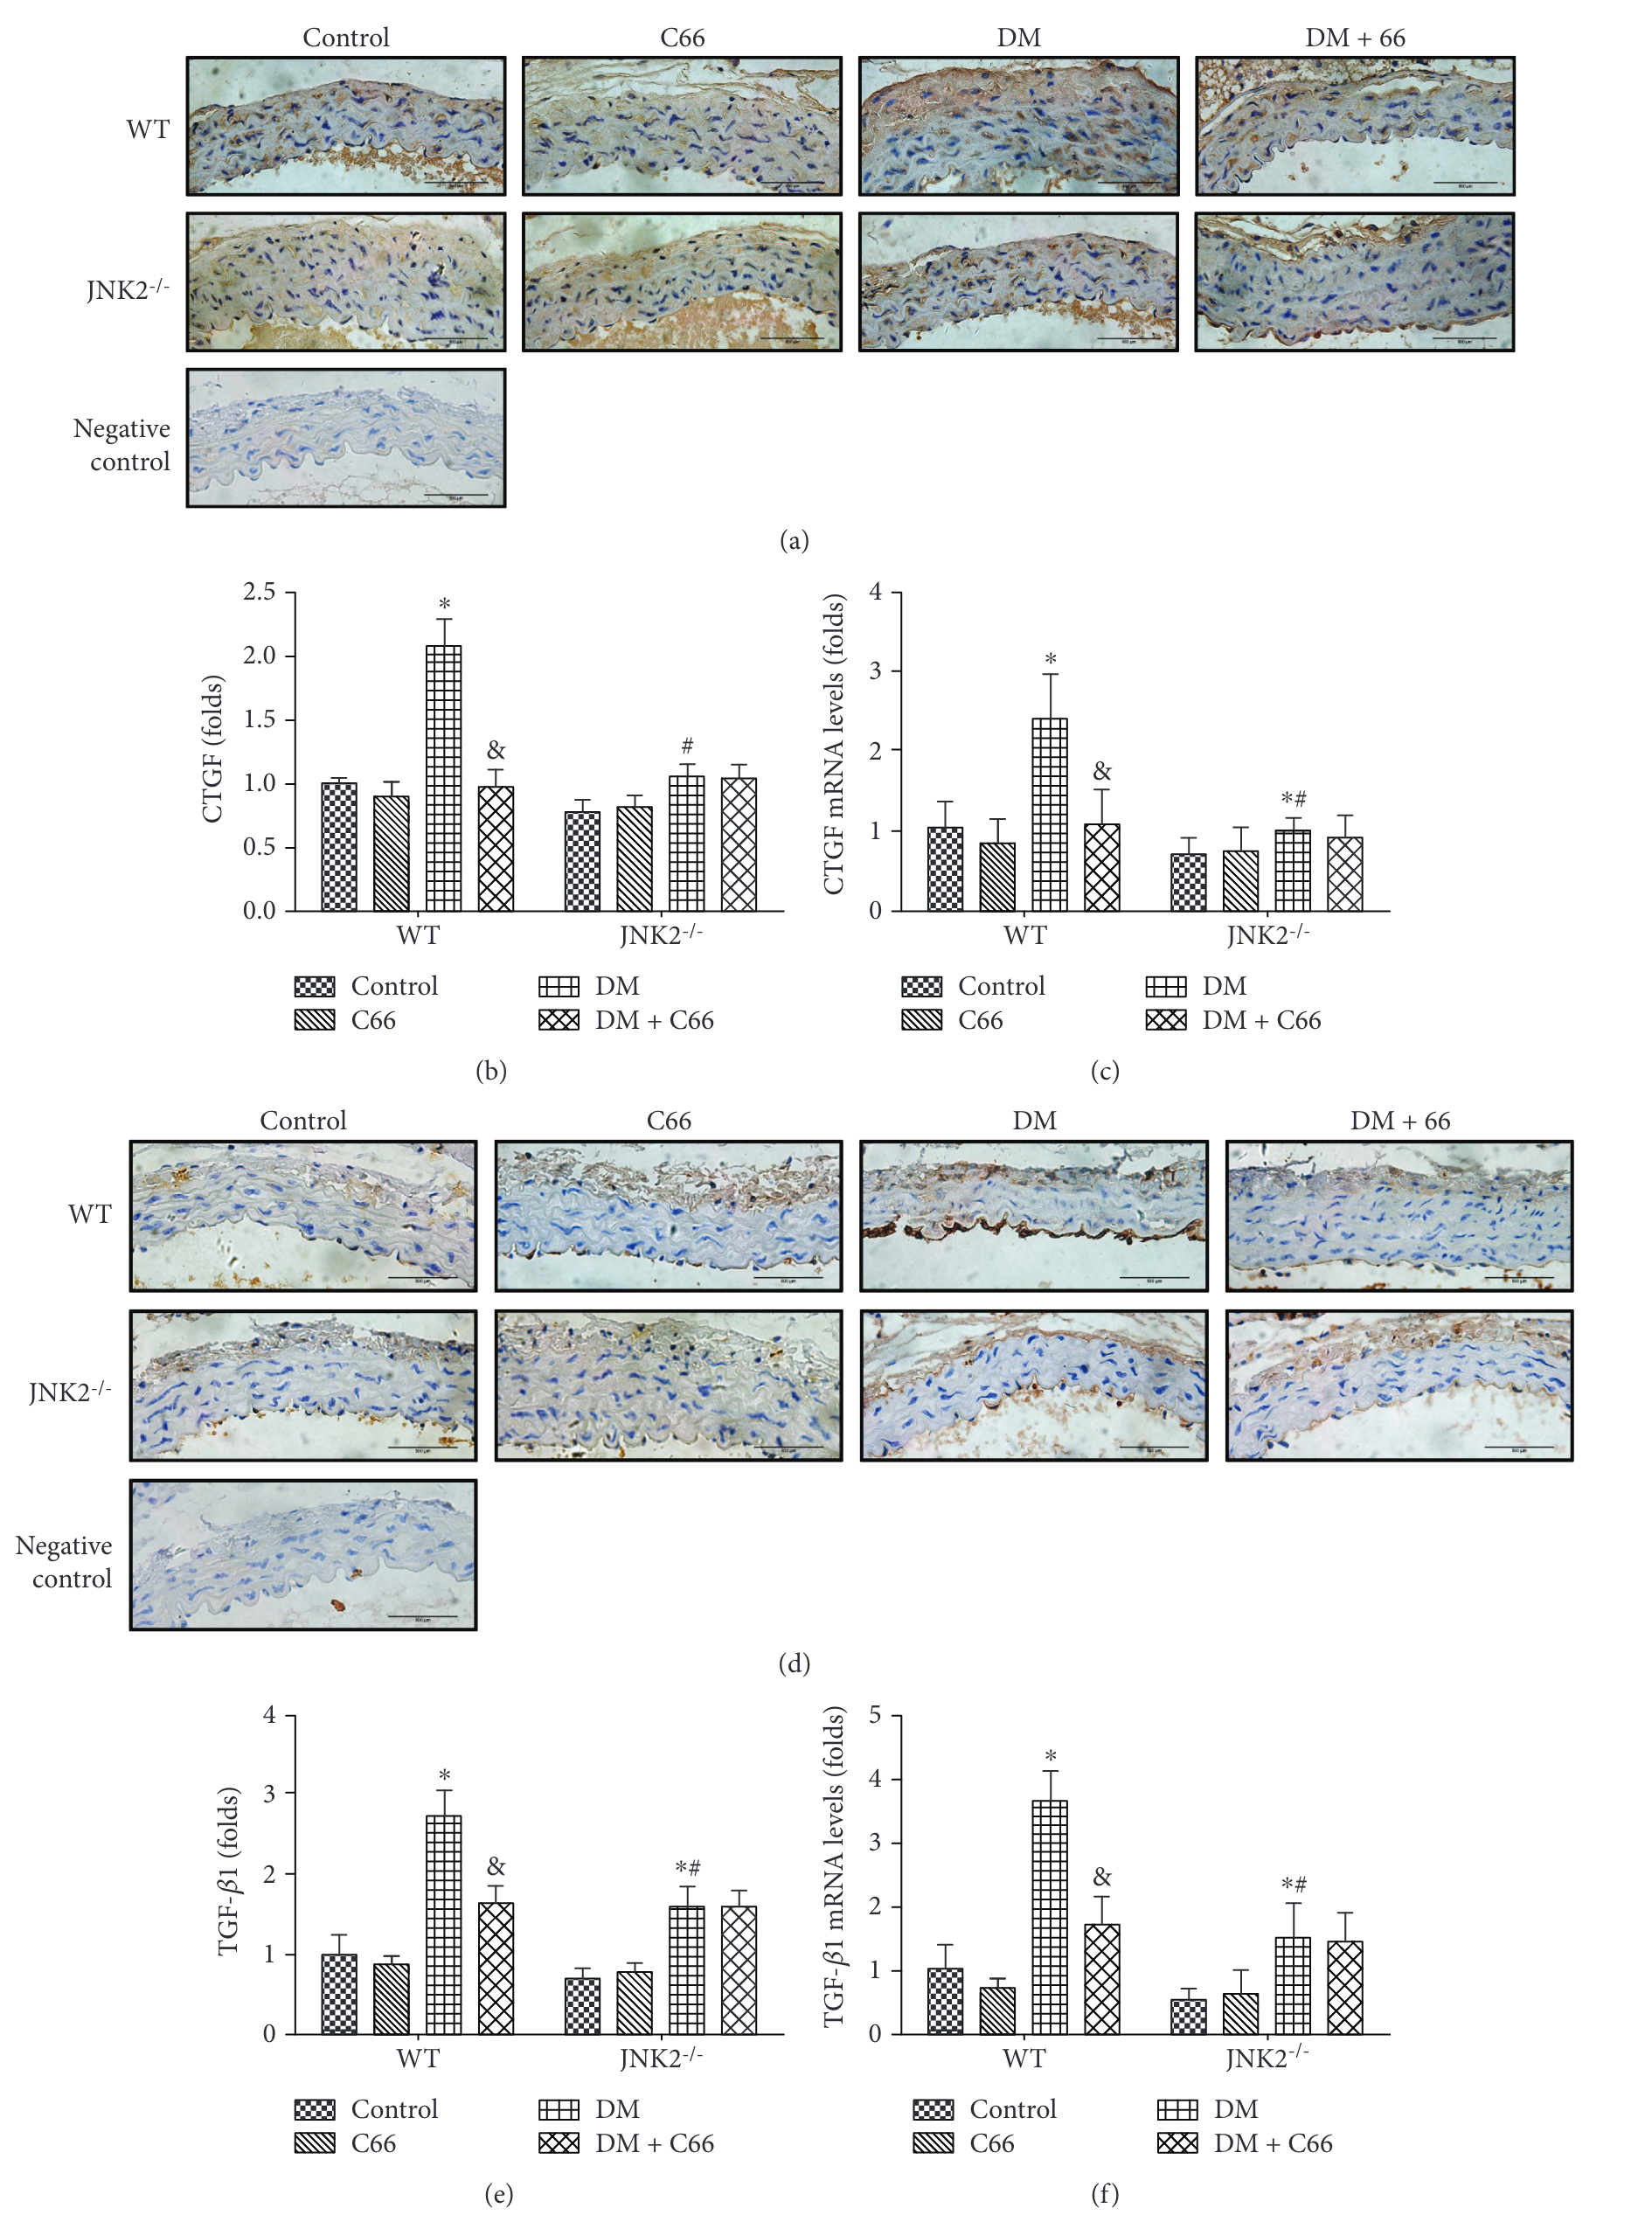 Control C66 DM DM + 66
WT
JNK2-/-
Negative
control
(a)
2.5
2.0
1.5
1.0
0.5
0.0
CTGF (folds)
* & #
WT JNK2-/-
Control DM
C66 DM + C66
(b)
4
3
2
1
0
CTGF mRNA levels (folds)
* & *#
WT JNK2-/-
Control DM
C66 DM + C66
(c)
Control C66 DM DM + 66
WT
JNK2-/-
Negative
control
(d)
4
3
2
1
0
TGF-β1 (folds)
* & *#
WT JNK2-/-
Control DM
C66 DM + C66
(e)
5
4
3
2
1
0
TGF-β1 mRNA levels (folds)
* & *#
WT JNK2-/-
Control DM
C66 DM + C66
(f)